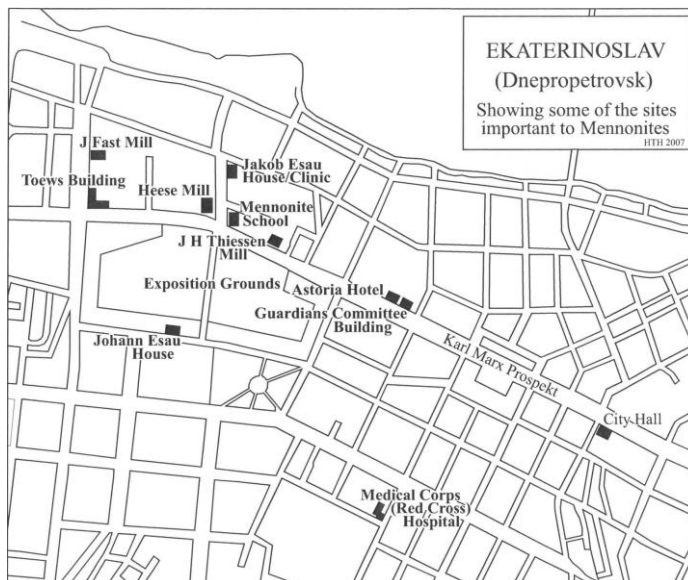 EKATERINOSLAV
(Dnepropetrovsk)
Showing some of the sites
important to Mennonites
HTH 2007
J Fast Mill
Toews Building
Heese Mill
Jakob Esau
House/Clinic
Mennonite
School
J H Thiessen
Mill
Exposition Grounds
Astoria Hotel
Guardians Committee
Building
Johann Esau
House
Karl Marx Prospekt
City Hall
Medical Corps
(Red Cross)
Hospital